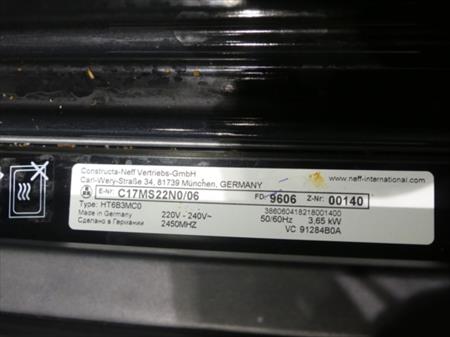 Constructa-Neff Vertriebs-GmbH
Carl-Wery-Straße 34, 81739 München, GERMANY
www.neff-international.com
E-Nr. C17MS22N0/06 FD 9606 Z-Nr: 00140
Type: HT6B3MC0 386060418218001400
Made in Germany 220V - 240V~ 50/60Hz 3,65 kW
Сделано в Германии 2450MHZ VC 91284B0A